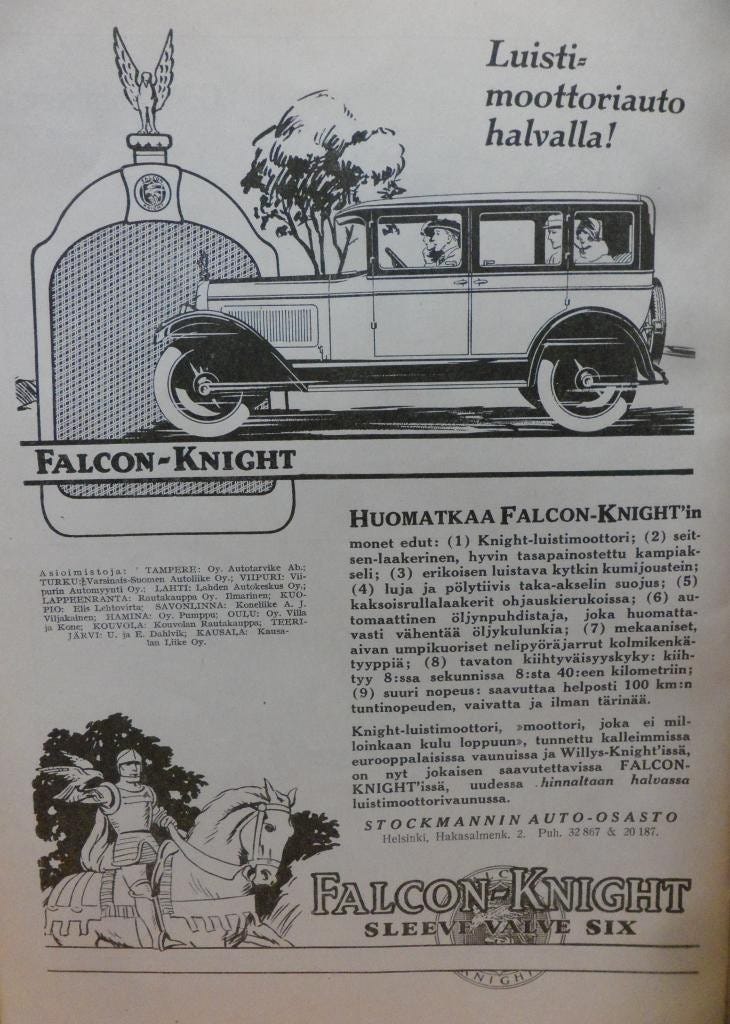 Luisti=
moottoriauto
halvalla!
FALCON
KNIGHT
FALCON-KNIGHT
Asioimistoja: TAMPERE: Oy. Autotarvike Ab.;
TURKU: Varsinais-Suomen Autoliike Oy.; VIIPURI: Vii-
purin Automyynti Oy.; LAHTI: Lahden Autokeskus Oy.;
LAPPEENRANTA: Rautakauppa Oy. Ilmarinen; KUO-
PIO: Elis Lehtovirta; SAVONLINNA: Koneliike A. J.
Viljakainen; HAMINA: Oy. Pumppu; OULU: Oy. Villa
ja Kone; KOUVOLA: Kouvolan Rautakauppa; TEERI-
JÄRVI: U. ja E. Dahlvik; KAUSALA: Kausa-
lan Liike Oy.
HUOMATKAA FALCON-KNIGHT'in
monet edut: (1) Knight-luistimoottori; (2) seit-
sen-laakerinen, hyvin tasapainostettu kampiak-
seli; (3) erikoisen luistava kytkin kumijoustein;
(4) luja ja pölytiivis taka-akselin suojus; (5)
kaksoisrullalaakerit ohjauskierukoissa; (6) au-
tomaattinen öljynpuhdistaja, joka huomatta-
vasti vähentää öljykulunkia; (7) mekaaniset,
aivan umpikuoriset nelipyöräjarrut kolmikenkä-
tyyppiä; (8) tavaton kiihtyväisyyskyky: kiih-
tyy 8:ssa sekunnissa 8:sta 40:een kilometriin;
(9) suuri nopeus: saavuttaa helposti 100 km:n
tuntinopeuden, vaivatta ja ilman tärinää.
Knight-luistimoottori, »moottori, joka ei mil-
loinkaan kulu loppuun», tunnettu kalleimmissa
eurooppalaisissa vaunuissa ja Willys-Knight'issä,
on nyt jokaisen saavutettavissa FALCON-
KNIGHT'issä, uudessa hinnaltaan halvassa
luistimoottorivaunussa.
STOCKMANNIN AUTO-OSASTO
Helsinki, Hakasalmenk. 2. Puh. 32 867 & 20 187.
FALCON-KNIGHT
SLEEVE VALVE SIX
KNIGHT